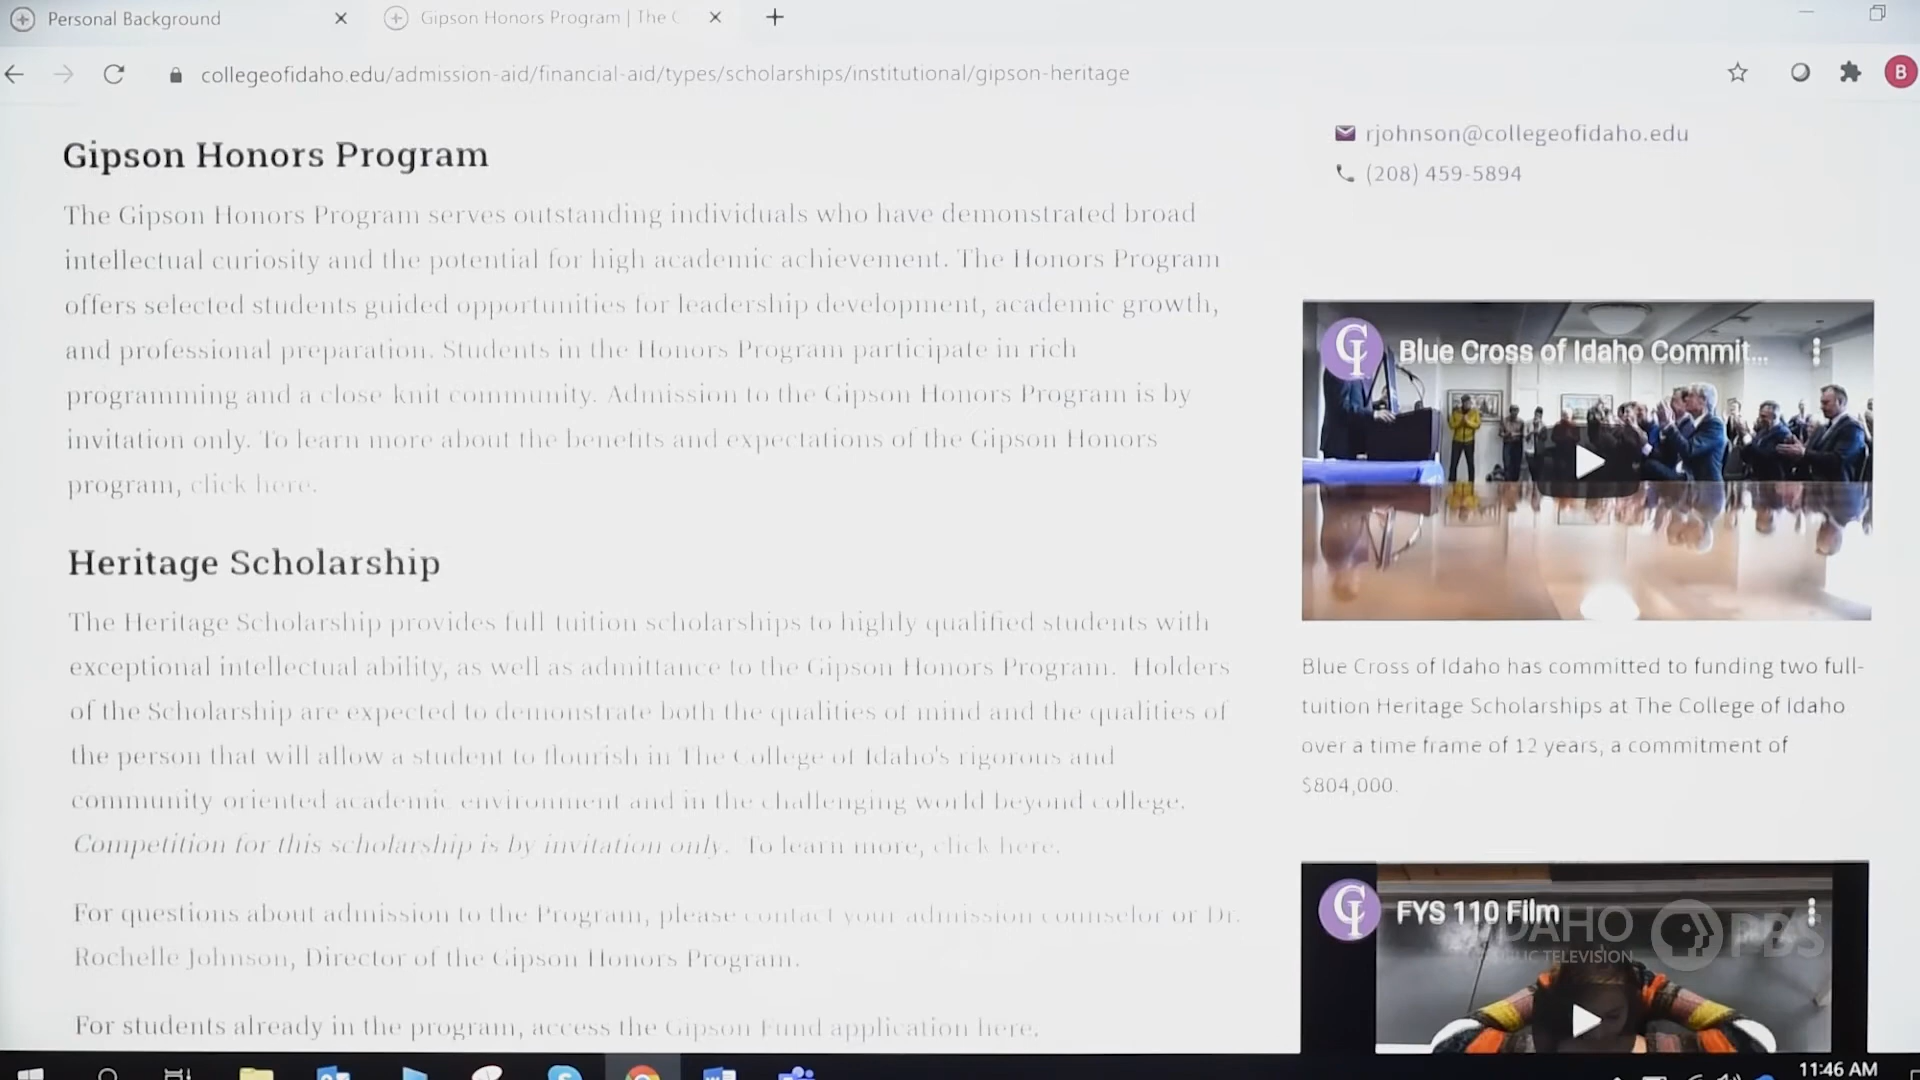 Personal Background
Gipson Honors Program | The C
collegeofidaho.edu/admission-aid/financial-aid/types/scholarships/institutional/gipson-heritage
B
Gipson Honors Program
The Gipson Honors Program serves outstanding individuals who have demonstrated broad
intellectual curiosity and the potential for high academic achievement. The Honors Program
offers selected students guided opportunities for leadership development, academic growth,
and professional preparation. Students in the Honors Program participate in rich
programming and a close knit community. Admission to the Gipson Honors Program is by
invitation only. To learn more about the benefits and expectations of the Gipson Honors
program, click here.
Heritage Scholarship
The Heritage Scholarship provides full tuition scholarships to highly qualified students with
exceptional intellectual ability, as well as admittance to the Gipson Honors Program. Holders
of the Scholarship are expected to demonstrate both the qualities of mind and the qualities of
the person that will allow a student to flourish in The College of Idaho's rigorous and
community oriented academic environment and in the challenging world beyond college.
Competition for this scholarship is by invitation only. To learn more, click here.
For questions about admission to the Program, please contact your admission counselor or Dr.
Rochelle Johnson, Director of the Gipson Honors Program.
For students already in the program, access the Gipson Fund application here.
rjohnson@collegeofidaho.edu
(208) 459-5894
Blue Cross of Idaho Commit...
Blue Cross of Idaho has committed to funding two full-
tuition Heritage Scholarships at The College of Idaho
over a time frame of 12 years, a commitment of
$804,000.
FYS 110 Film
IDAHO
PUBLIC TELEVISION
PBS
11:46 AM